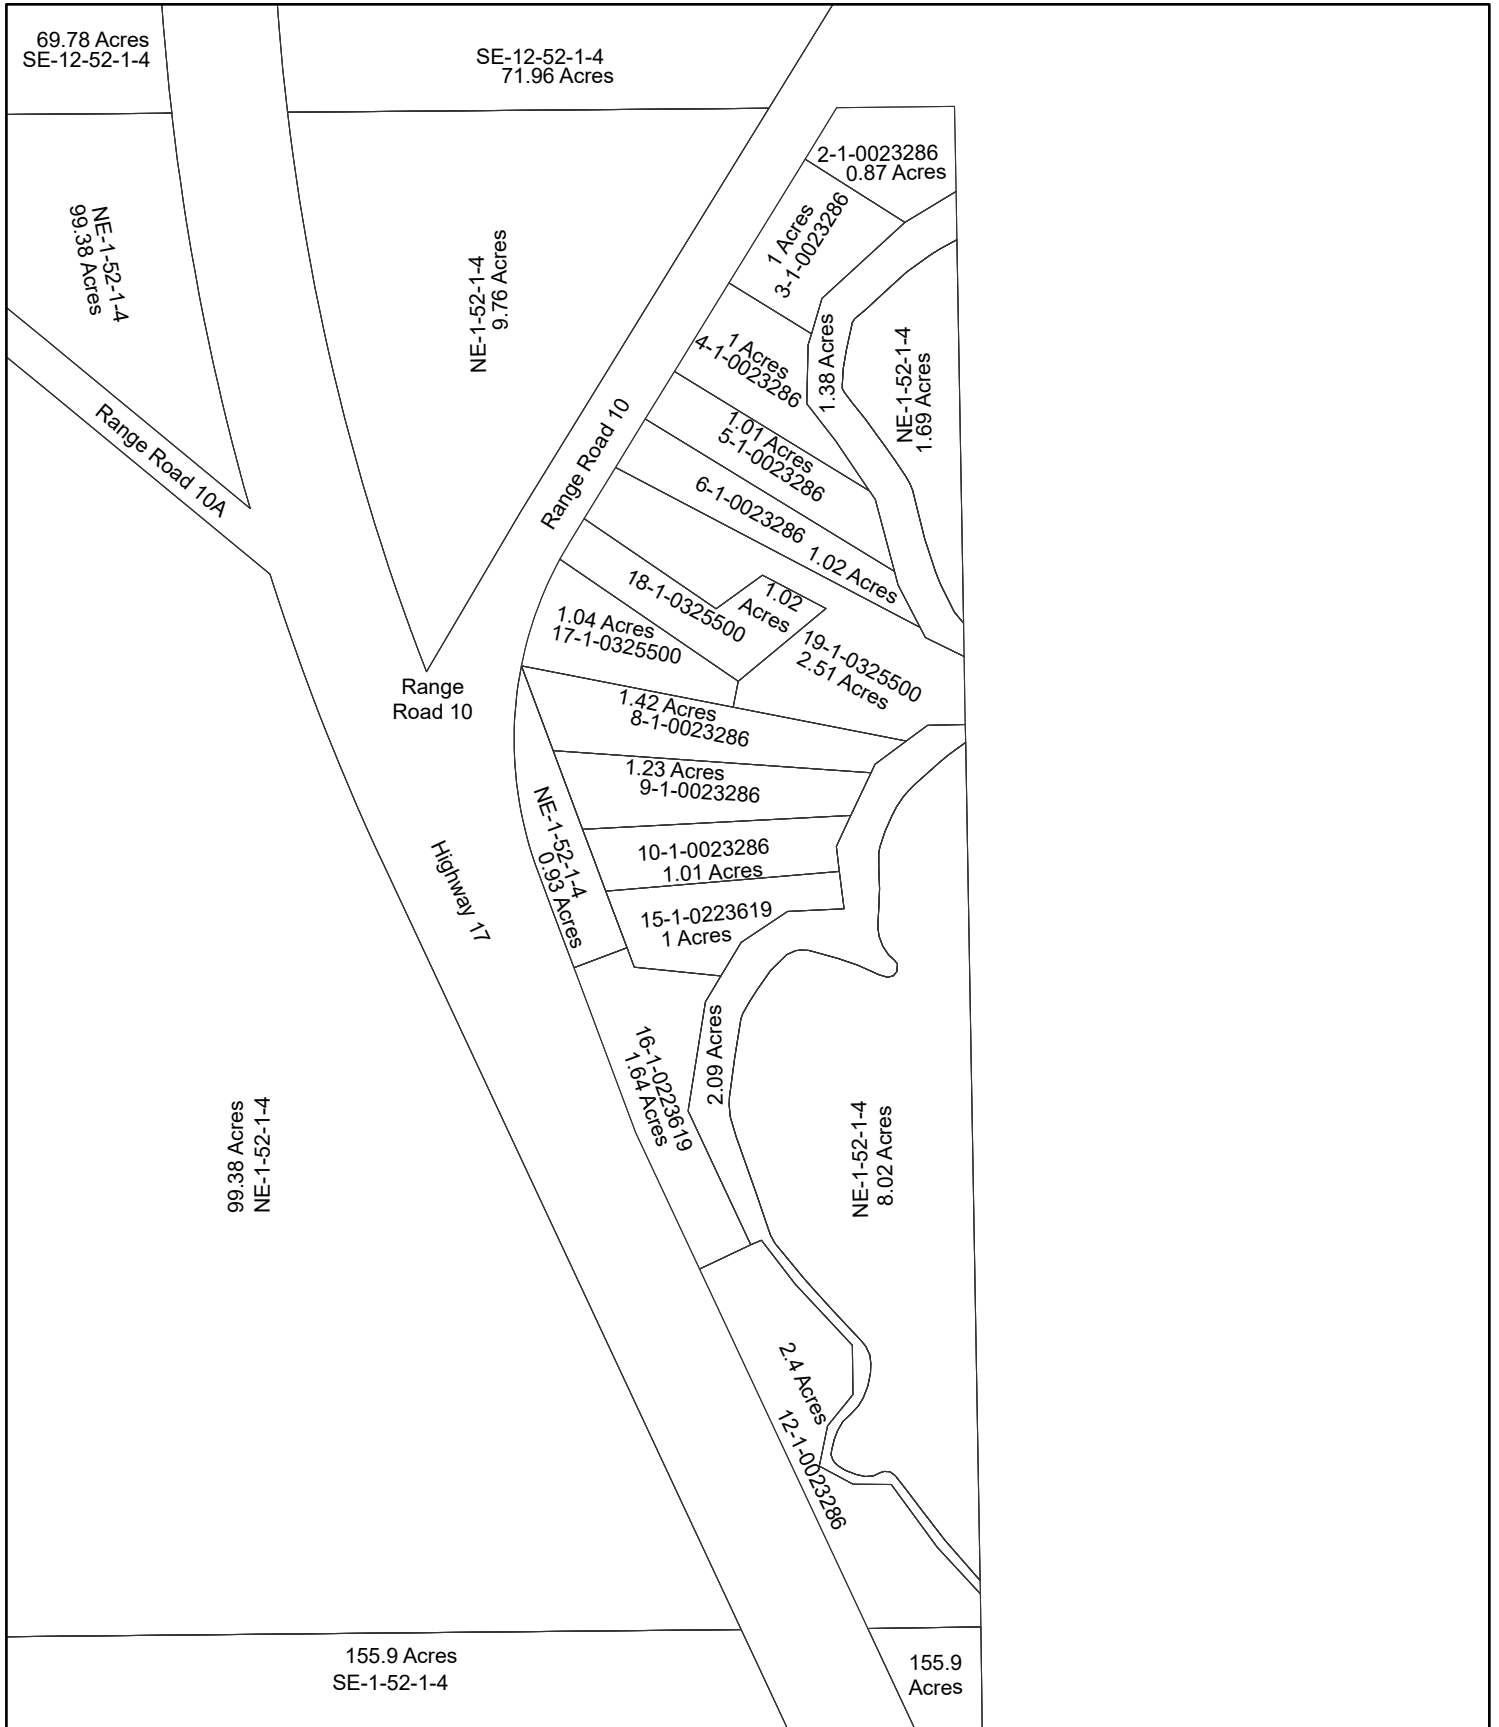 69.78 Acres
SE-12-52-1-4
SE-12-52-1-4
71.96 Acres
2-1-0023286
0.87 Acres
1 Acres
3-1-0023286
NE-1-52-1-4
99.38 Acres
NE-1-52-1-4
9.76 Acres
1 Acres
4-1-0023286
1.38 Acres
NE-1-52-1-4
1.69 Acres
Range Road 10A
Range Road 10
1.01 Acres
5-1-0023286
6-1-0023286
1.02 Acres
18-1-0325500
1.02
Acres
1.04 Acres
17-1-0325500
19-1-0325500
2.51 Acres
Range
Road 10
1.42 Acres
8-1-0023286
1.23 Acres
9-1-0023286
NE-1-52-1-4
0.93 Acres
10-1-0023286
1.01 Acres
Highway 17
15-1-0223619
1 Acres
16-1-0223619
1.64 Acres
2.09 Acres
99.38 Acres
NE-1-52-1-4
NE-1-52-1-4
8.02 Acres
2.4 Acres
12-1-0023286
155.9 Acres
SE-1-52-1-4
155.9
Acres